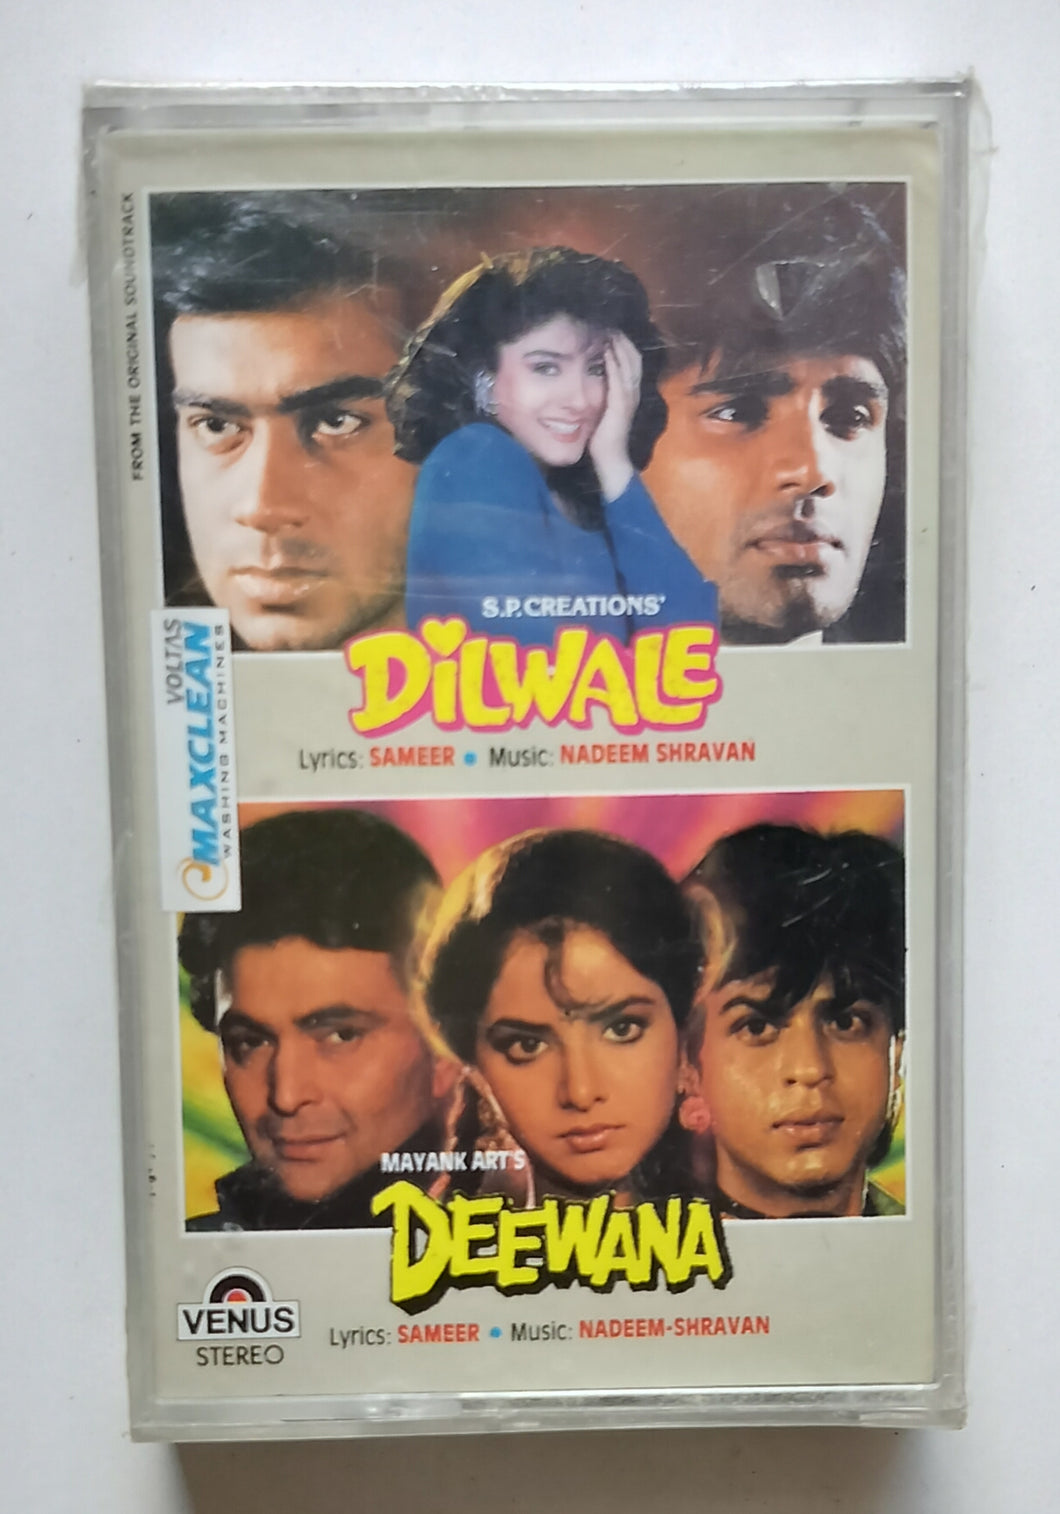 FROM THE ORIGINAL SOUNDTRACK
S.P. CREATIONS'
DILWALE
Lyrics: SAMEER • Music: NADEEM SHRAVAN
VOLTAS
MAXCLEAN
WASHING MACHINES
MAYANK ART'S
DEEWANA
Lyrics: SAMEER • Music: NADEEM-SHRAVAN
VENUS
STEREO